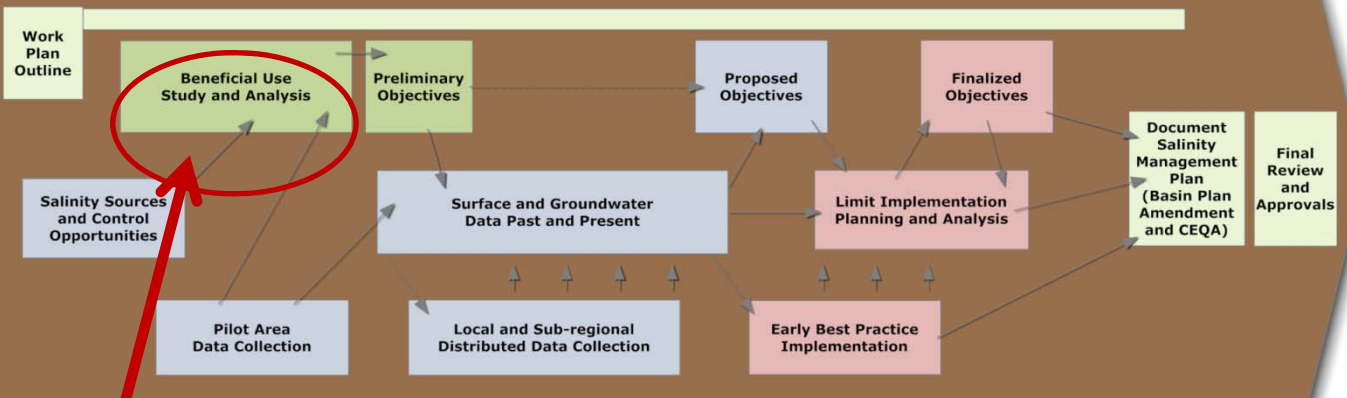 Work
Plan
Outline
Beneficial Use
Study and Analysis
Preliminary
Objectives
Proposed
Objectives
Finalized
Objectives
Document
Salinity
Management
Plan
(Basin Plan
Amendment
and CEQA)
Final
Review
and
Approvals
Salinity Sources
and Control
Opportunities
Surface and Groundwater
Data Past and Present
Limit Implementation
Planning and Analysis
Pilot Area
Data Collection
Local and Sub-regional
Distributed Data Collection
Early Best Practice
Implementation